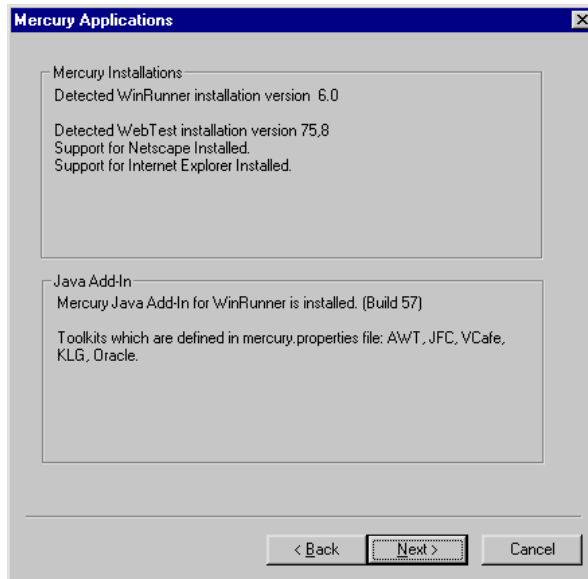 Mercury Applications
Mercury Installations
Detected WinRunner installation version 6.0
Detected WebTest installation version 75,8
Support for Netscape Installed.
Support for Internet Explorer Installed.
Java Add-In
Mercury Java Add-In for WinRunner is installed. (Build 57)
Toolkits which are defined in mercury.properties file: AWT, JFC, VCafe,
KLG, Oracle.
< Back
Next >
Cancel